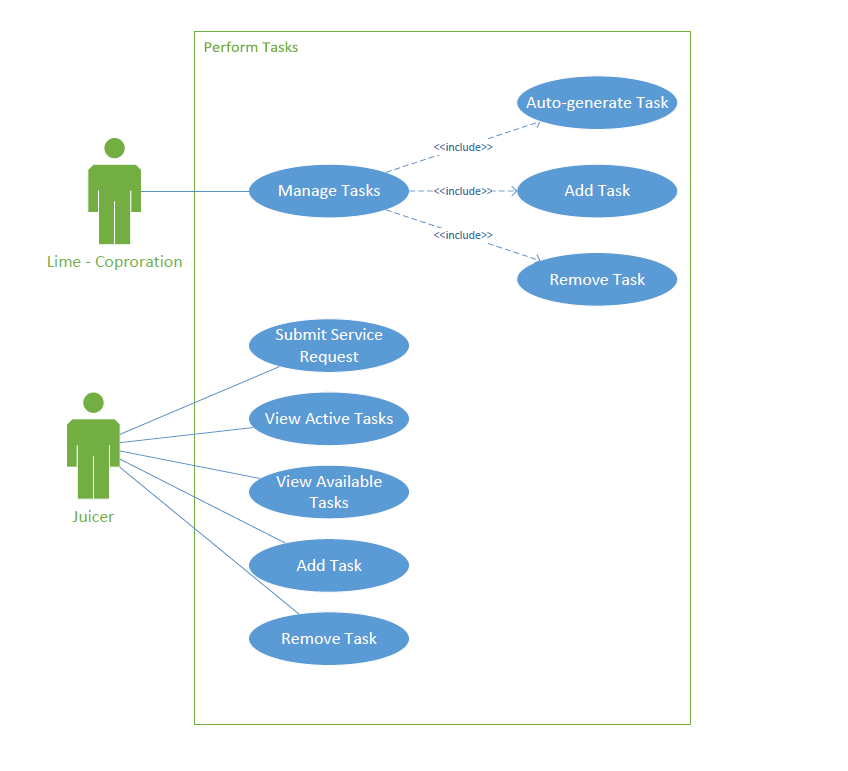 Perform Tasks
Auto-generate Task
<<include>>
Manage Tasks
<<include>>
Add Task
<<include>>
Lime - Coproration
Remove Task
Submit Service
Request
View Active Tasks
View Available
Tasks
Juicer
Add Task
Remove Task